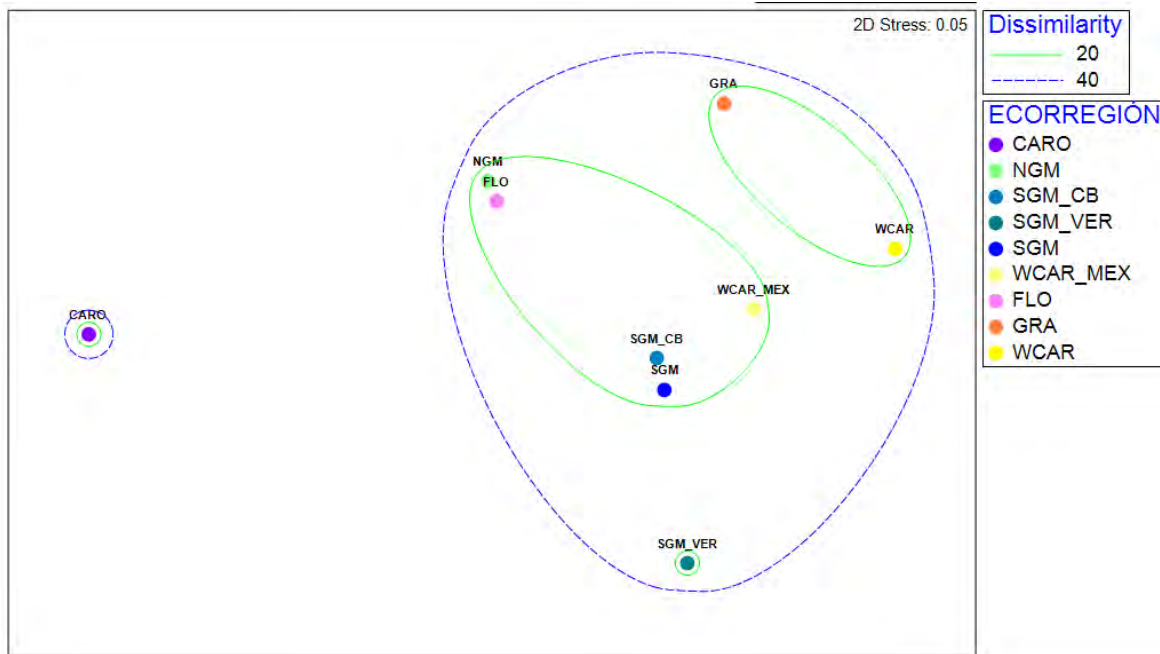 2D Stress: 0.05
GRA
NGM
FLO
WCAR
WCAR_MEX
CARO
SGM_CB
SGM
SGM_VER
Dissimilarity
20
40
ECORREGIÓN
CARO
NGM
SGM_CB
SGM_VER
SGM
WCAR_MEX
FLO
GRA
WCAR